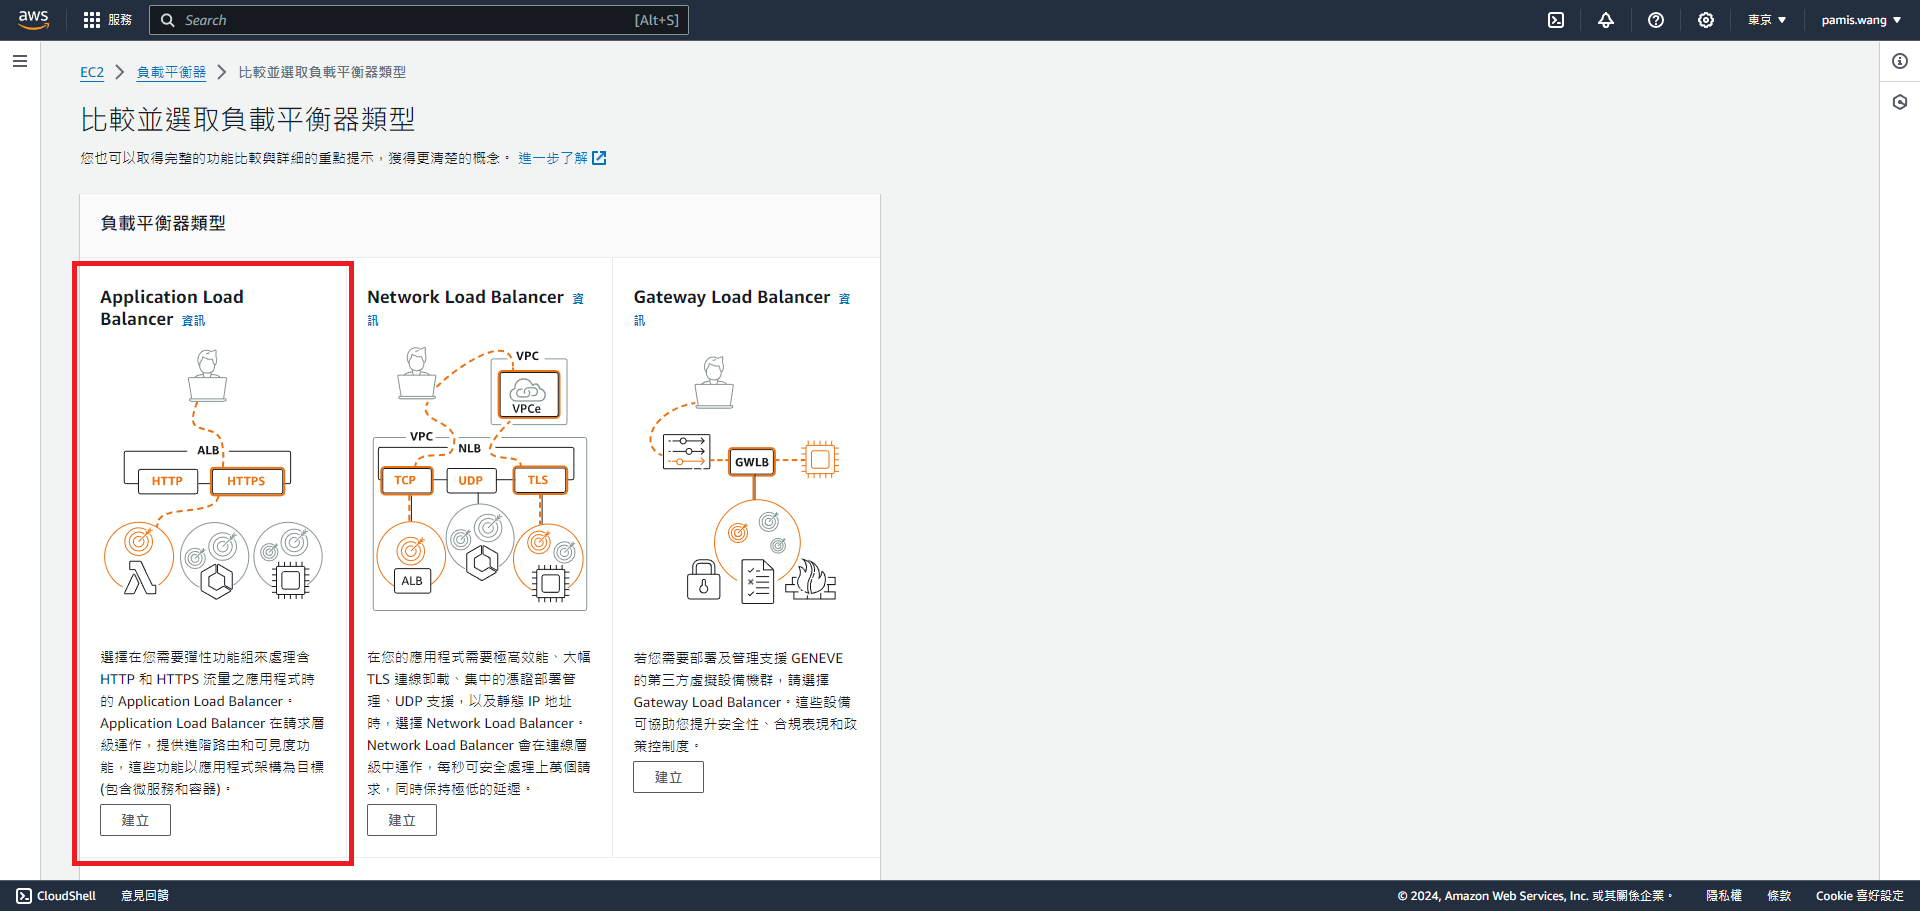 aws
服務
Search
[Alt+S]
東京
pamis.wang
EC2
負載平衡器
比較並選取負載平衡器類型
比較並選取負載平衡器類型
您也可以取得完整的功能比較與詳細的重點提示，獲得更清楚的概念。 進一步了解
負載平衡器類型
Application Load
Balancer 資訊
ALB
HTTP
HTTPS
選擇在您需要彈性功能組來處理含
HTTP 和 HTTPS 流量之應用程式時
的 Application Load Balancer。
Application Load Balancer 在請求層
級運作，提供進階路由和可見度功
能，這些功能以應用程式架構為目標
(包含微服務和容器)。
建立
Network Load Balancer 資
訊
VPC
VPCe
VPC
NLB
TCP
UDP
TLS
ALB
在您的應用程式需要極高效能、大幅
TLS 連線卸載、集中的憑證部署管
理、UDP 支援，以及靜態 IP 地址
時，選擇 Network Load Balancer。
Network Load Balancer 會在連線層
級中運作，每秒可安全處理上萬個請
求，同時保持極低的延遲。
建立
Gateway Load Balancer 資
訊
GWLB
若您需要部署及管理支援 GENEVE
的第三方虛擬設備機群，請選擇
Gateway Load Balancer。這些設備
可協助您提升安全性、合規表現和政
策控制度。
建立
CloudShell
意見回饋
© 2024, Amazon Web Services, Inc. 或其關係企業。
隱私權
條款
Cookie 喜好設定